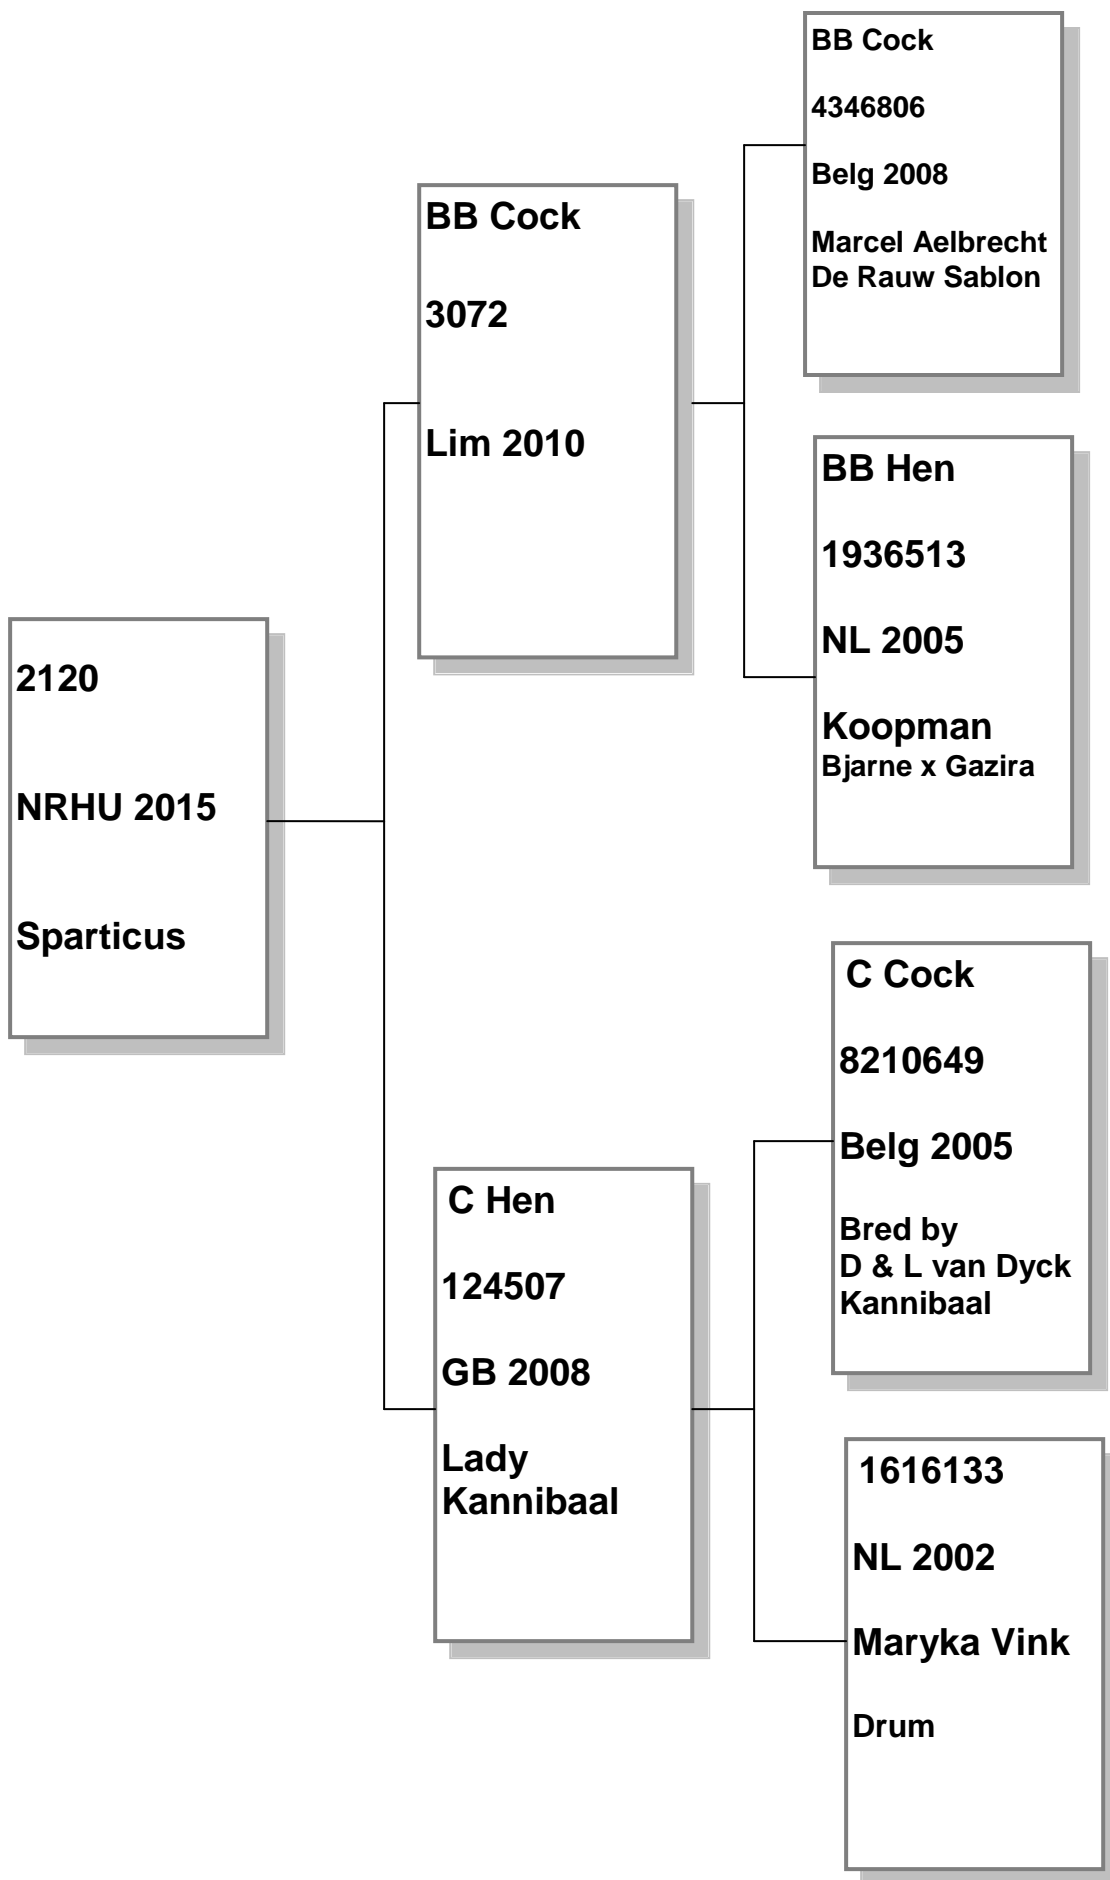 2120
NRHU 2015
Sparticus
BB Cock
3072
Lim 2010
C Hen
124507
GB 2008
Lady
Kannibaal
BB Cock
4346806
Belg 2008
Marcel Aelbrecht
De Rauw Sablon
BB Hen
1936513
NL 2005
Koopman
Bjarne x Gazira
C Cock
8210649
Belg 2005
Bred by
D & L van Dyck
Kannibaal
1616133
NL 2002
Maryka Vink
Drum